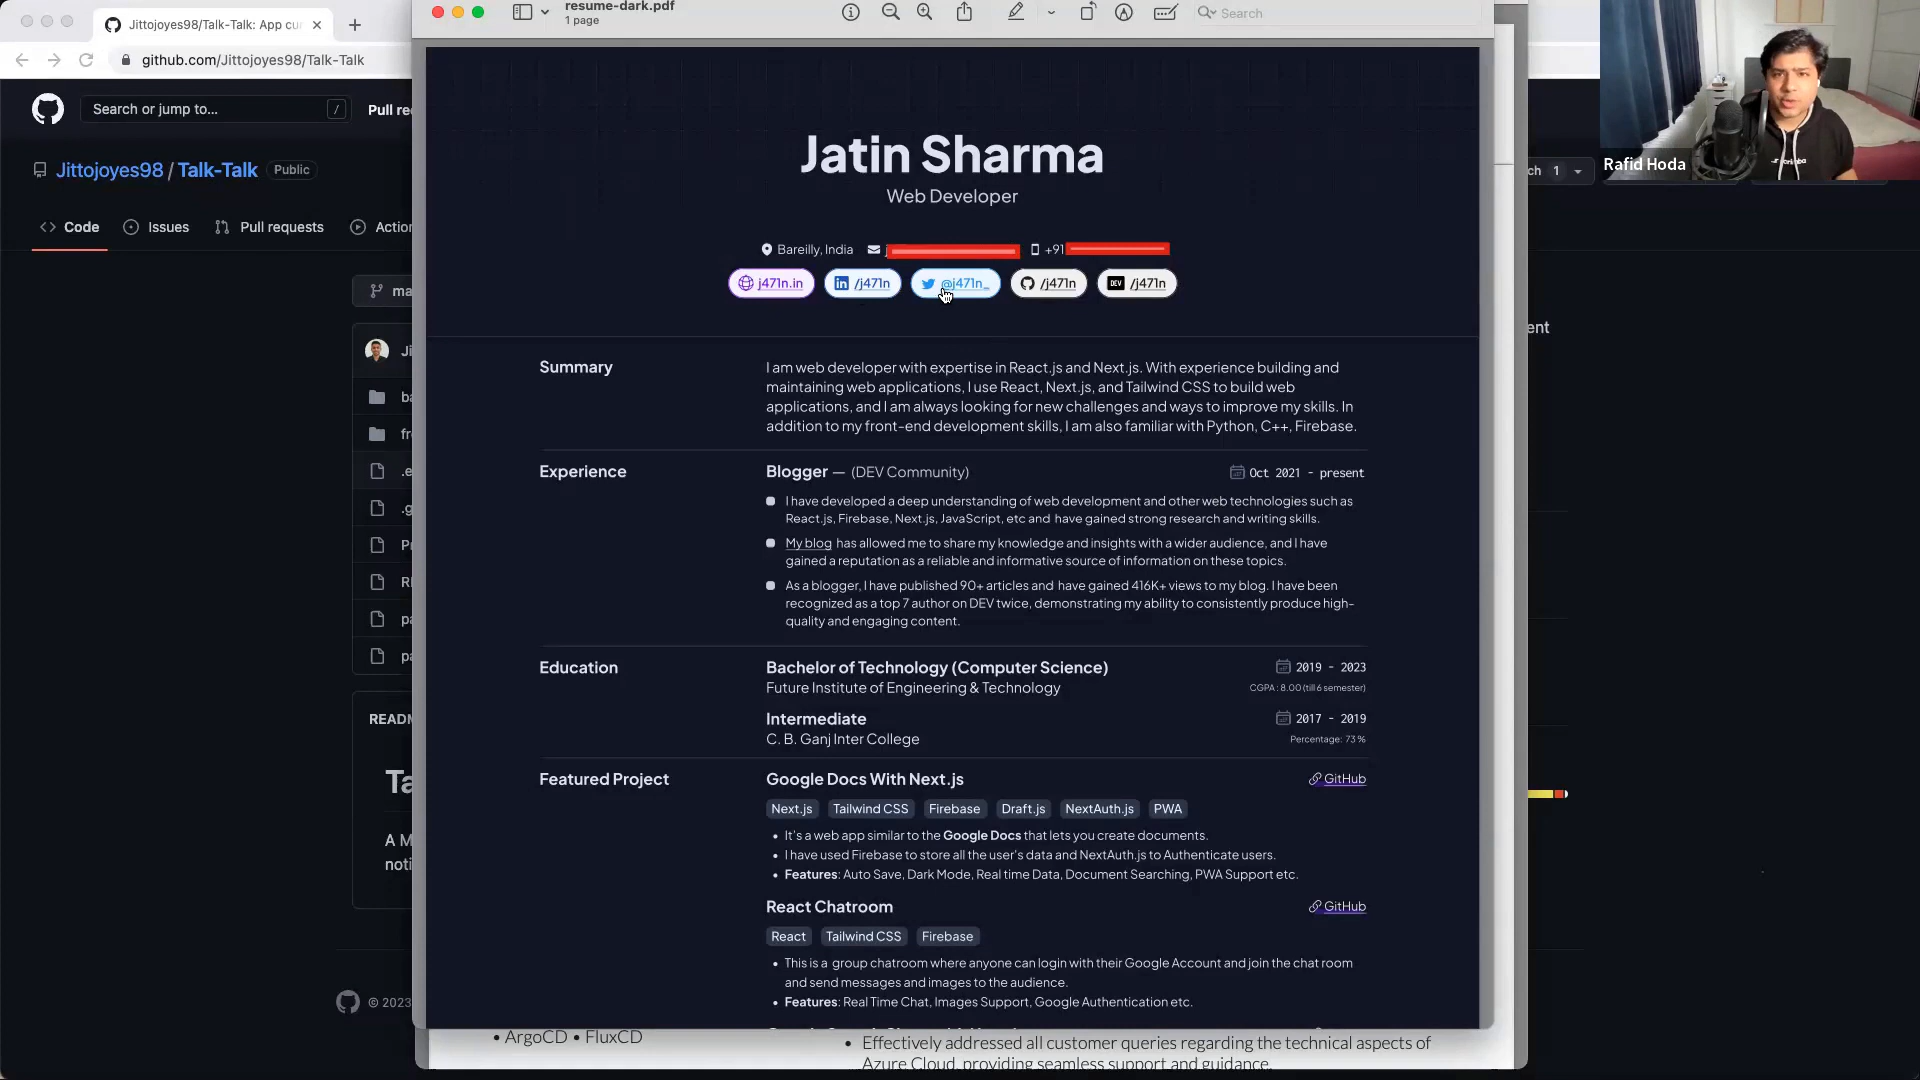 Jittojoyes98/Talk-Talk: App cu
github.com/Jittojoyes98/Talk-Talk
Search or jump to...
/
Pull re
Jittojoyes98 / Talk-Talk
Public
Code
Issues
Pull requests
Action
ch 1
ma
Ji
README
Ta
A M
noti
© 2023
ent
resume-dark.pdf
1 page
Search
Rafid Hoda
Jatin Sharma
Web Developer
Bareilly, India
+91
j471n.in
/j471n
@j471n_
/j471n
DEV /j471n
Summary
I am web developer with expertise in React.js and Next.js. With experience building and
maintaining web applications, I use React, Next.js, and Tailwind CSS to build web
applications, and I am always looking for new challenges and ways to improve my skills. In
addition to my front-end development skills, I am also familiar with Python, C++, Firebase.
Experience
Blogger — (DEV Community)
Oct 2021 - present
I have developed a deep understanding of web development and other web technologies such as
React.js, Firebase, Next.js, JavaScript, etc and have gained strong research and writing skills.
My blog has allowed me to share my knowledge and insights with a wider audience, and I have
gained a reputation as a reliable and informative source of information on these topics.
As a blogger, I have published 90+ articles and have gained 416K+ views to my blog. I have been
recognized as a top 7 author on DEV twice, demonstrating my ability to consistently produce high-
quality and engaging content.
Education
Bachelor of Technology (Computer Science)
2019 - 2023
Future Institute of Engineering & Technology
CGPA: 8.00 (till 6 semester)
Intermediate
2017 - 2019
C. B. Ganj Inter College
Percentage: 73 %
Featured Project
Google Docs With Next.js
GitHub
Next.js
Tailwind CSS
Firebase
Draft.js
NextAuth.js
PWA
• It's a web app similar to the Google Docs that lets you create documents.
• I have used Firebase to store all the user's data and NextAuth.js to Authenticate users.
• Features: Auto Save, Dark Mode, Real time Data, Document Searching, PWA Support etc.
React Chatroom
GitHub
React
Tailwind CSS
Firebase
• This is a group chatroom where anyone can login with their Google Account and join the chat room
and send messages and images to the audience.
• Features: Real Time Chat, Images Support, Google Authentication etc.
• ArgoCD • FluxCD
• Effectively addressed all customer queries regarding the technical aspects of
Azure Cloud, providing seamless support and guidance.